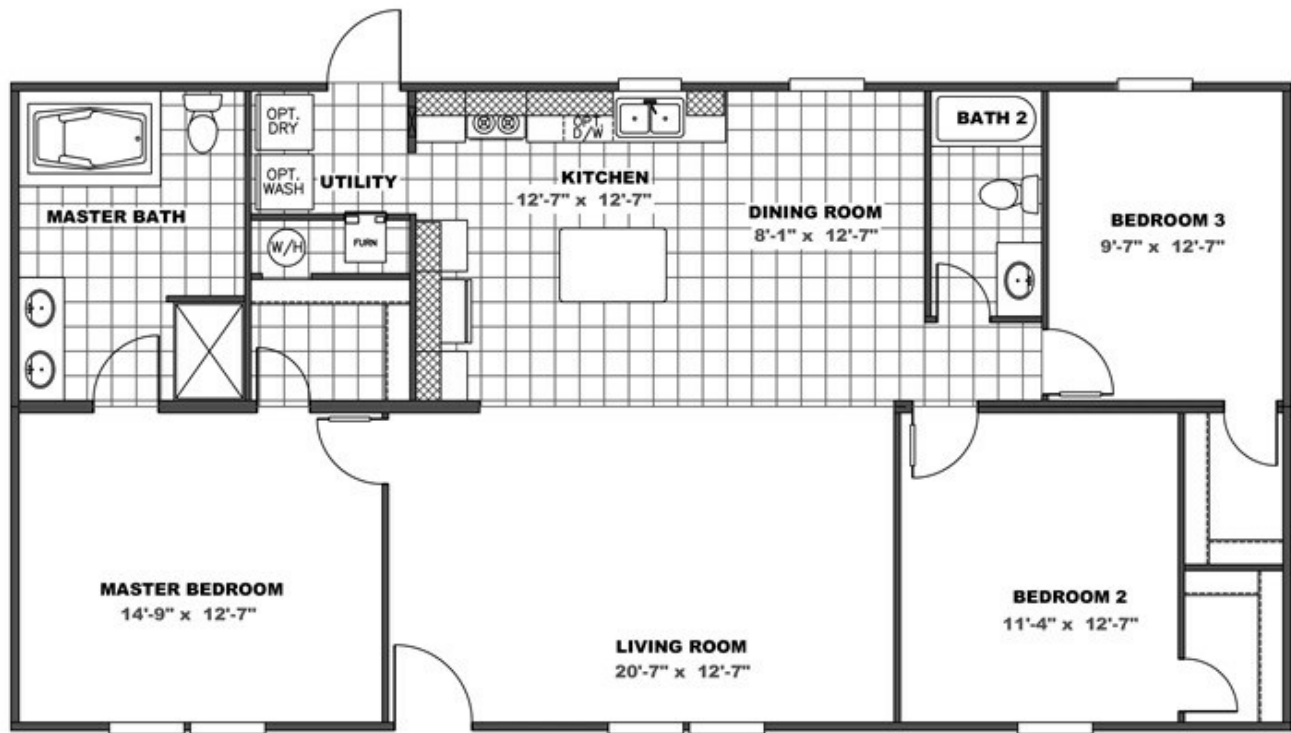 OPT.
DRY
OPT.
WASH
UTILITY
MASTER BATH
W/H
FURN
OPT.
D/W
KITCHEN
12'-7" x 12'-7"
DINING ROOM
8'-1" x 12'-7"
BATH 2
BEDROOM 3
9'-7" x 12'-7"
MASTER BEDROOM
14'-9" x 12'-7"
LIVING ROOM
20'-7" x 12'-7"
BEDROOM 2
11'-4" x 12'-7"